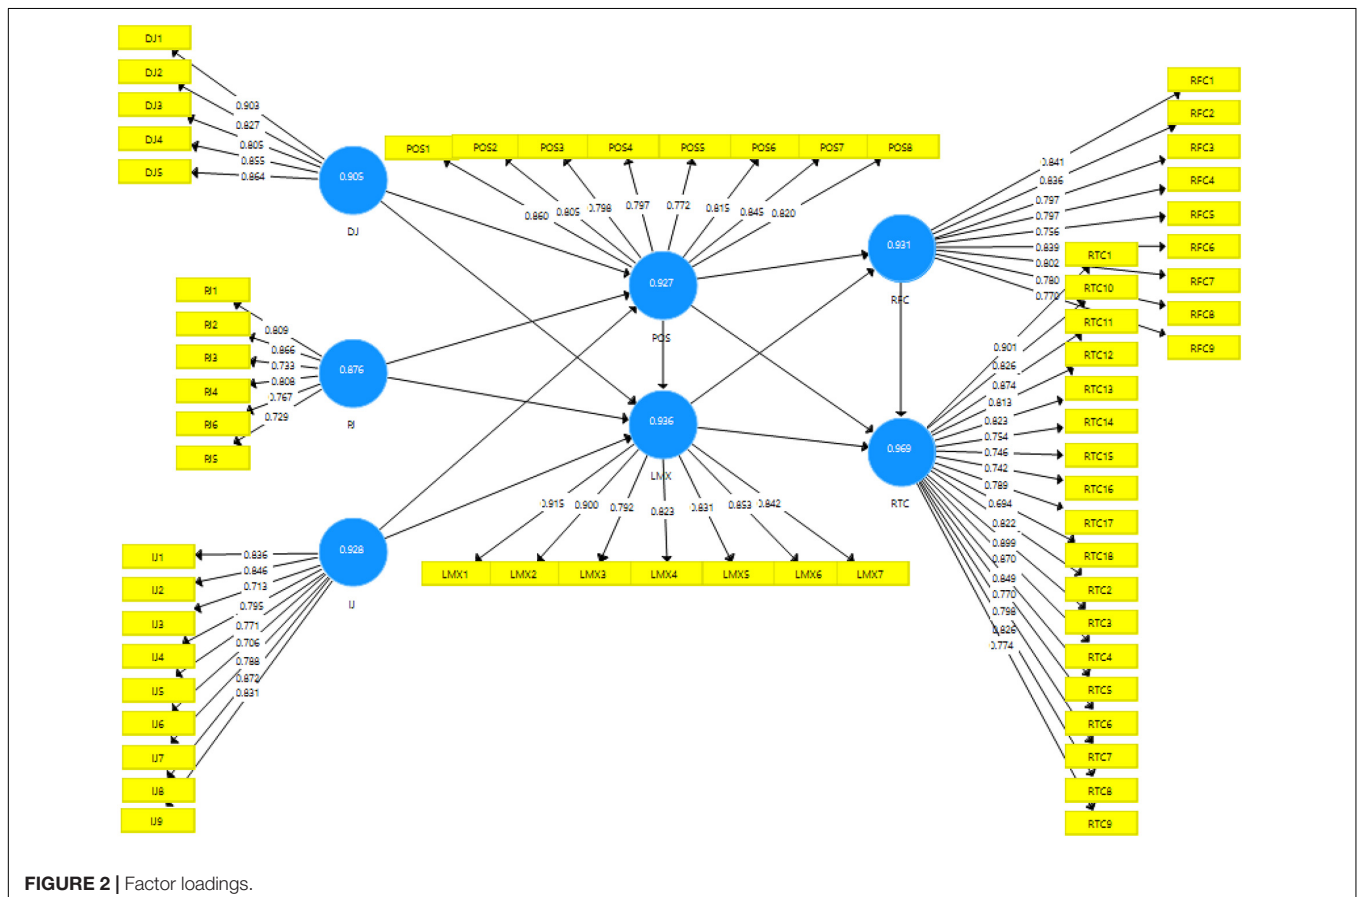 DJ1
DJ2
DJ3
DJ4
DJ5
0.903
0.827
0.805
0.855
0.864
0.905
DJ
RJ1
RJ2
RJ3
RJ4
RJ6
RJ5
0.809
0.866
0.733
0.808
0.767
0.729
0.876
RJ
IJ1
IJ2
IJ3
IJ4
IJ5
IJ6
IJ7
IJ8
IJ9
0.836
0.846
0.713
0.795
0.771
0.706
0.788
0.872
0.831
0.928
IJ
POS1 POS2 POS3 POS4 POS5 POS6 POS7 POS8
0.860 0.805 0.798 0.797 0.772 0.815 0.845 0.820
0.927
POS
0.936
LMX
0.915 0.900 0.792 0.823 0.831 0.853 0.842
LMX1 LMX2 LMX3 LMX4 LMX5 LMX6 LMX7
0.931
RFC
0.841
0.836
0.797
0.797
0.756
0.839
0.802
0.780
0.770
RFC1
RFC2
RFC3
RFC4
RFC5
RFC6
RFC7
RFC8
RFC9
0.969
RTC
0.901
0.826
0.874
0.813
0.823
0.754
0.746
0.742
0.789
0.694
0.822
0.899
0.870
0.849
0.770
0.798
0.826
0.774
RTC1
RTC10
RTC11
RTC12
RTC13
RTC14
RTC15
RTC16
RTC17
RTC18
RTC2
RTC3
RTC4
RTC5
RTC6
RTC7
RTC8
RTC9
FIGURE 2 | Factor loadings.